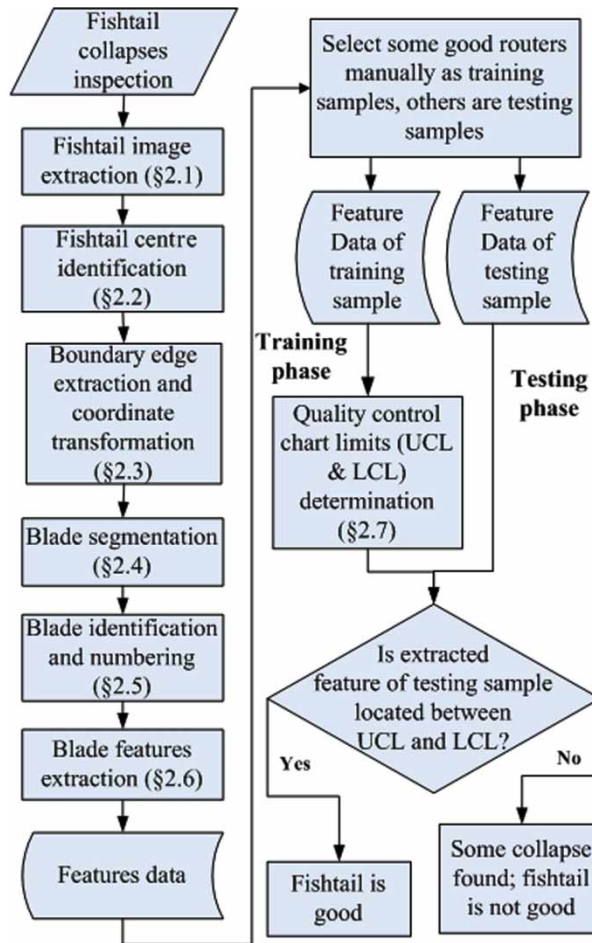 Fishtail
collapses
inspection
Fishtail image
extraction (§2.1)
Fishtail centre
identification
(§2.2)
Boundary edge
extraction and
coordinate
transformation
(§2.3)
Blade segmentation
(§2.4)
Blade identification
and numbering
(§2.5)
Blade features
extraction (§2.6)
Features data
Select some good routers
manually as training
samples, others are testing
samples
Feature
Data of
training
sample
Feature
Data of
testing
sample
Training
phase
Testing
phase
Quality control
chart limits (UCL
& LCL)
determination
(§2.7)
Is extracted
feature of testing sample
located between
UCL and LCL?
Yes
No
Fishtail is
good
Some collapse
found; fishtail
is not good